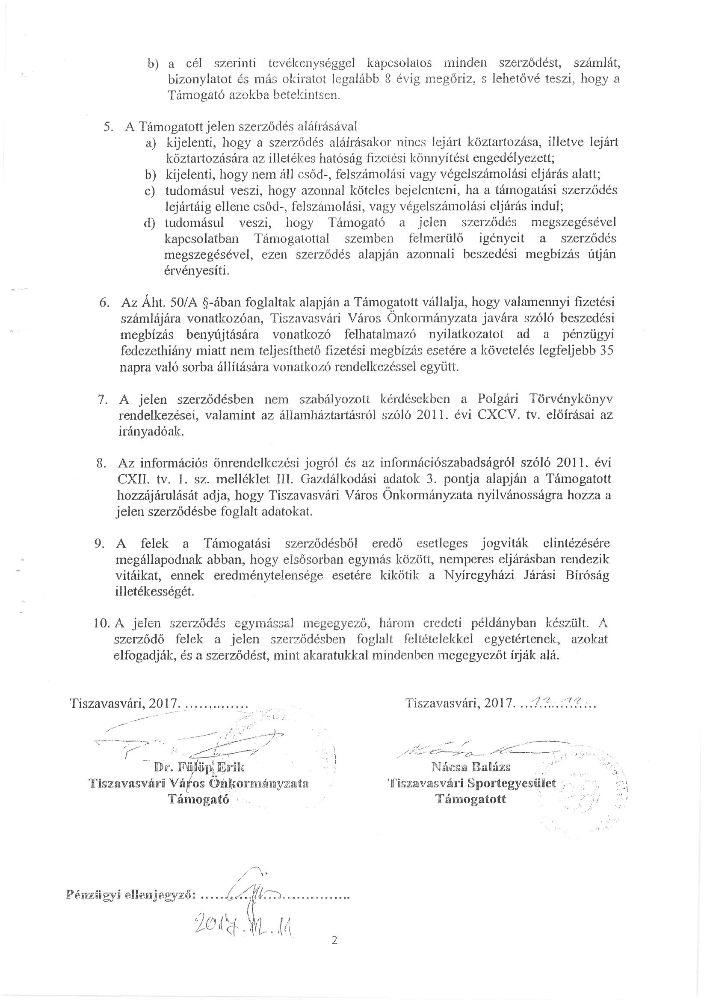 b) a cél szerinti tevékenységgel kapcsolatos minden szerződést, számlát,
bizonylatot és más okiratot legalább 8 évig megőriz, s lehetővé teszi, hogy a
Támogató azokba betekintsen.
5. A Támogatott jelen szerződés aláírásával
a) kijelenti, hogy a szerződés aláírásakor nincs lejárt köztartozása, illetve lejárt
köztartozására az illetékes hatóság fizetési könnyítést engedélyezett;
b) kijelenti, hogy nem áll csőd-, felszámolási vagy végelszámolási eljárás alatt;
c) tudomásul veszi, hogy azonnal köteles bejelenteni, ha a támogatási szerződés
lejártáig ellene csőd-, felszámolási, vagy végelszámolási eljárás indul;
d) tudomásul veszi, hogy Támogató a jelen szerződés megszegésével
kapcsolatban Támogatottal szemben felmerülő igényeit a szerződés
megszegésével, ezen szerződés alapján azonnali beszedési megbízás útján
érvényesíti.
6. Az Áht. 50/A §-ában foglaltak alapján a Támogatott vállalja, hogy valamennyi fizetési
számlájára vonatkozóan, Tiszavasvári Város Önkormányzata javára szóló beszedési
megbízás benyújtására vonatkozó felhatalmazó nyilatkozatot ad a pénzügyi
fedezethiány miatt nem teljesíthető fizetési megbízás esetére a követelés legfeljebb 35
napra való sorba állítására vonatkozó rendelkezéssel együtt.
7. A jelen szerződésben nem szabályozott kérdésekben a Polgári Törvénykönyv
rendelkezései, valamint az államháztartásról szóló 2011. évi CXCV. tv. előírásai az
irányadóak.
8. Az információs önrendelkezési jogról és az információszabadságról szóló 2011. évi
CXII. tv. 1. sz. melléklet III. Gazdálkodási adatok 3. pontja alapján a Támogatott
hozzájárulását adja, hogy Tiszavasvári Város Önkormányzata nyilvánosságra hozza a
jelen szerződésbe foglalt adatokat.
9. A felek a Támogatási szerződésből eredő esetleges jogviták elintézésére
megállapodnak abban, hogy elsősorban egymás között, nemperes eljárásban rendezik
vitáikat, ennek eredménytelensége esetére kikötik a Nyíregyházi Járási Bíróság
illetékességét.
10. A jelen szerződés egymással megegyező, három eredeti példányban készült. A
szerződő felek a jelen szerződésben foglalt feltételekkel egyetértenek, azokat
elfogadják, és a szerződést, mint akaratukkal mindenben megegyezőt írják alá.
Tiszavasvári, 2017. ................ Tiszavasvári, 2017. ...12...12...
Dr. Fülöp Erik Nácsa Balázs
Tiszavasvári Város Önkormányzata Tiszavasvári Sportegyesület
Támogató Támogatott
Pénzügyi ellenjegyző: ..............................
2017.12.11
2